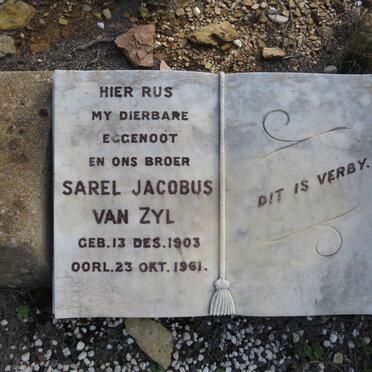 HIER RUS
MY DIERBARE
EGGENOOT
EN ONS BROER
SAREL JACOBUS
VAN ZYL
GEB. 13 DES. 1903
OORL. 23 OKT. 1961.
DIT IS VERBY.